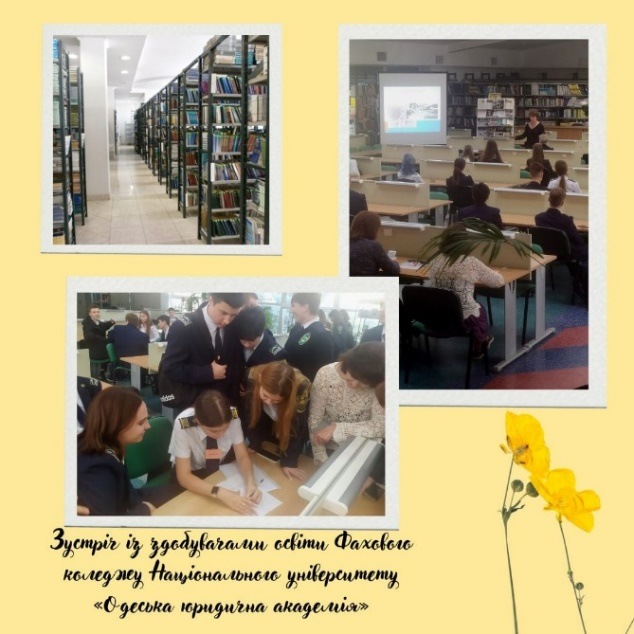 Зустріч із здобувачами освіти Фахового
коледжу Національного університету
«Одеська юридична академія»